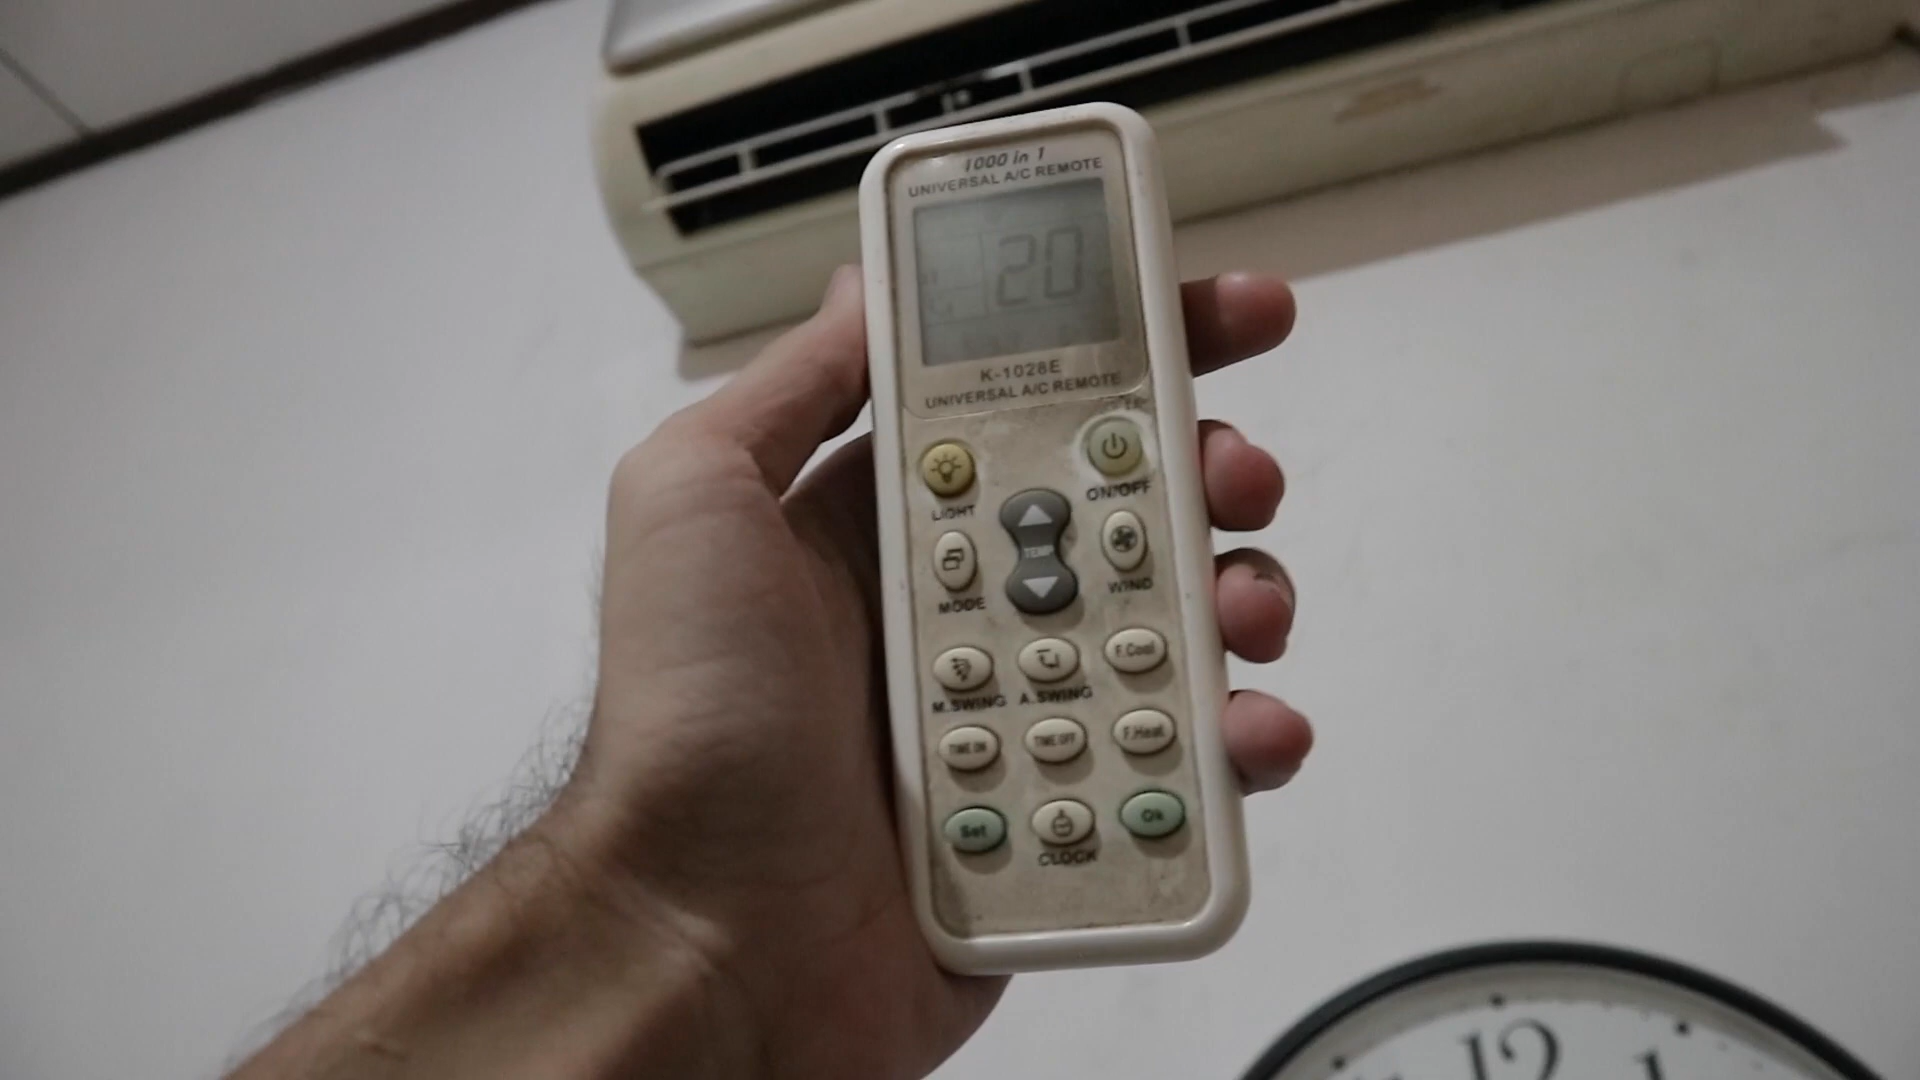 1000 in 1
UNIVERSAL A/C REMOTE
20
K-1028E
UNIVERSAL A/C REMOTE
LIGHT
ON/OFF
TEMP
MODE
WIND
F.Cool
M.SWING
A.SWING
TIME ON
TIME OFF
F.Heat
Set
Ok
CLOCK
12
1